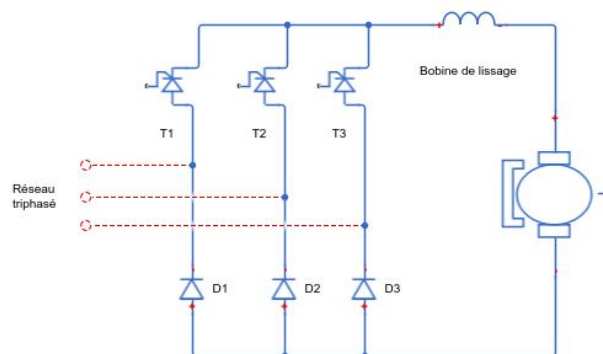 Bobine de lissage
T1
T2
T3
Réseau
triphasé
D1
D2
D3